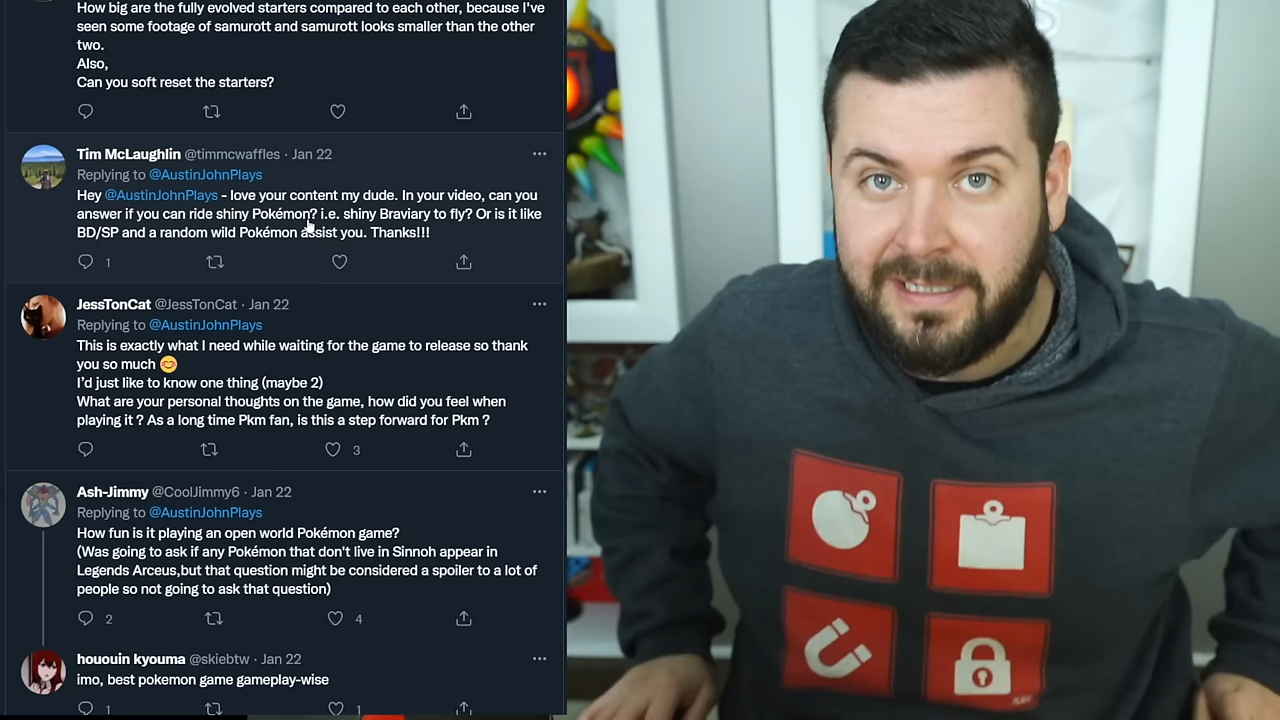 How big are the fully evolved starters compared to each other, because I've
seen some footage of samurott and samurott looks smaller than the other
two.
Also,
Can you soft reset the starters?
Tim McLaughlin @timmcwaffles · Jan 22
Replying to @AustinJohnPlays
Hey @AustinJohnPlays - love your content my dude. In your video, can you
answer if you can ride shiny Pokémon? i.e. shiny Braviary to fly? Or is it like
BD/SP and a random wild Pokémon assist you. Thanks!!!
1
JessTonCat @JessTonCat · Jan 22
Replying to @AustinJohnPlays
This is exactly what I need while waiting for the game to release so thank
you so much 😊
I'd just like to know one thing (maybe 2)
What are your personal thoughts on the game, how did you feel when
playing it ? As a long time Pkm fan, is this a step forward for Pkm ?
3
Ash-Jimmy @CoolJimmy6 · Jan 22
Replying to @AustinJohnPlays
How fun is it playing an open world Pokémon game?
(Was going to ask if any Pokémon that don't live in Sinnoh appear in
Legends Arceus,but that question might be considered a spoiler to a lot of
people so not going to ask that question)
2 4
hououin kyouma @skiebtw · Jan 22
imo, best pokemon game gameplay-wise
1 1